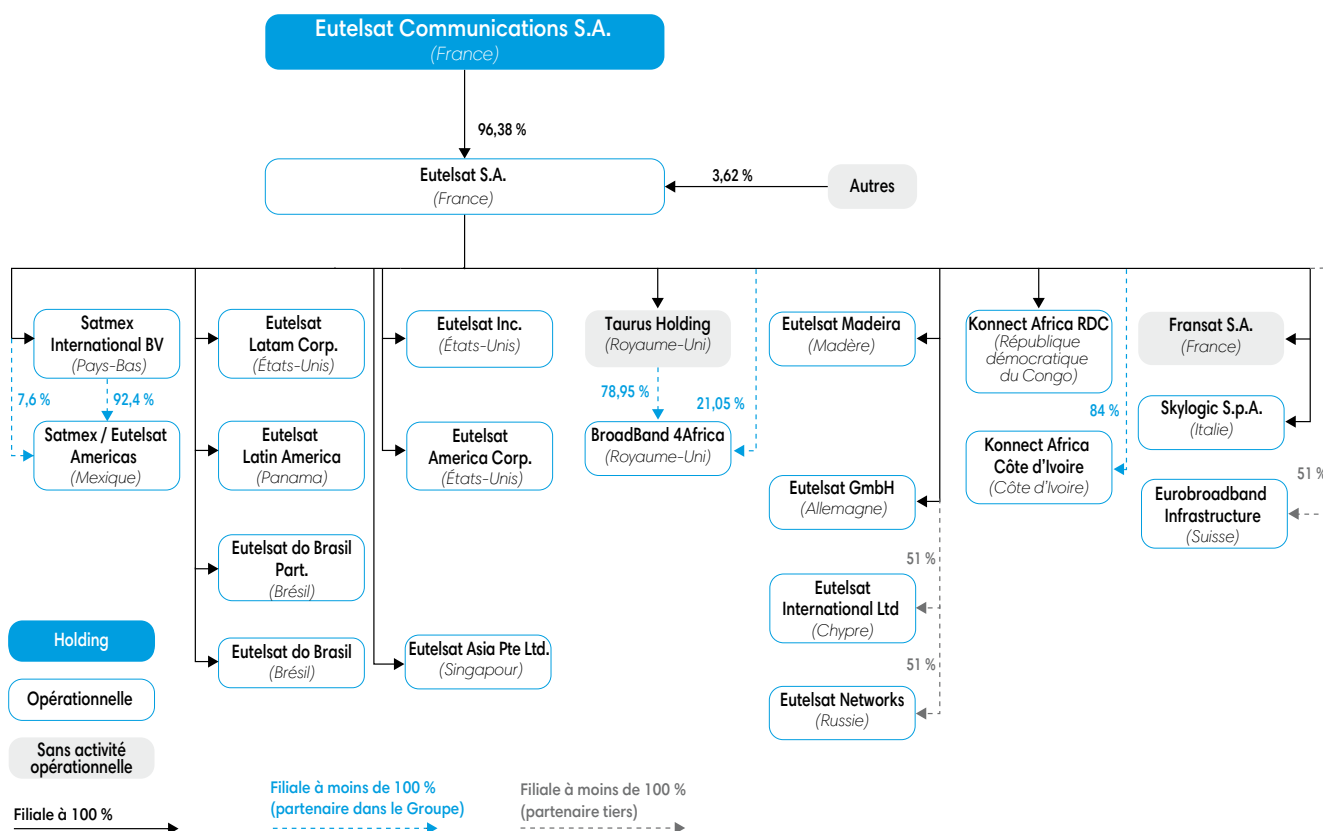 Eutelsat Communications S.A.
(France)
96,38 %
Eutelsat S.A.
(France)
3,62 %
Autres
Satmex
International BV
(Pays-Bas)
7,6 %
92,4 %
Satmex / Eutelsat
Americas
(Mexique)
Eutelsat
Latam Corp.
(États-Unis)
Eutelsat
Latin America
(Panama)
Eutelsat do Brasil
Part.
(Brésil)
Eutelsat do Brasil
(Brésil)
Eutelsat Inc.
(États-Unis)
Eutelsat
America Corp.
(États-Unis)
Eutelsat Asia Pte Ltd.
(Singapour)
Taurus Holding
(Royaume-Uni)
78,95 %
21,05 %
BroadBand 4Africa
(Royaume-Uni)
Eutelsat Madeira
(Madère)
Eutelsat GmbH
(Allemagne)
51 %
Eutelsat
International Ltd
(Chypre)
51 %
Eutelsat Networks
(Russie)
Konnect Africa RDC
(République
démocratique
du Congo)
84 %
Konnect Africa
Côte d'Ivoire
(Côte d'Ivoire)
Fransat S.A.
(France)
Skylogic S.p.A.
(Italie)
51 %
Eurobroadband
Infrastructure
(Suisse)
Holding
Opérationnelle
Sans activité
opérationnelle
Filiale à 100 %
Filiale à moins de 100 %
(partenaire dans le Groupe)
Filiale à moins de 100 %
(partenaire tiers)